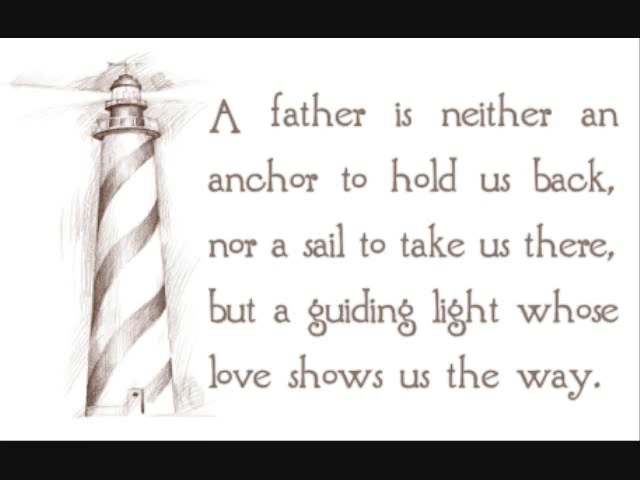 A father is neither an
anchor to hold us back,
nor a sail to take us there,
but a guiding light whose
love shows us the way.